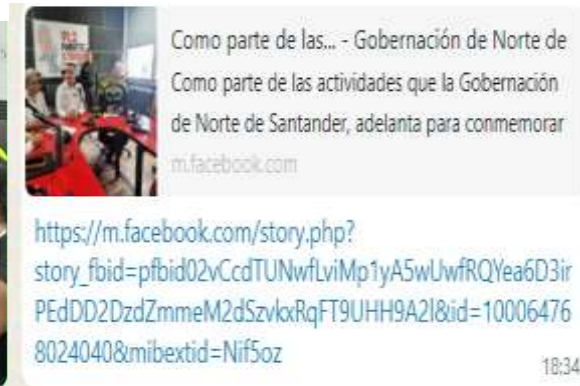 Como parte de las... - Gobernación de Norte de
Como parte de las actividades que la Gobernación
de Norte de Santander, adelanta para conmemorar
m.facebook.com
https://m.facebook.com/story.php?
story_fbid=pfbid02vCcdTUNwfLviMp1yA5wUwfRQYea6D3ir
PEdDD2DzdZmmeM2dSzvkxRqFT9UHH9A2l&id=10006476
8024040&mibextid=Nif5oz
18:34